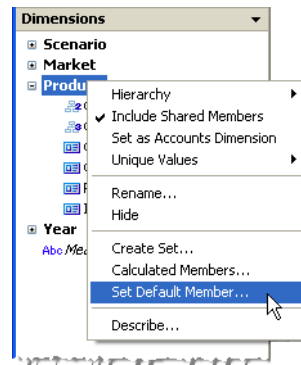 Dimensions
Scenario
Market
Produ
Hierarchy
Include Shared Members
Set as Accounts Dimension
Unique Values
Rename...
Hide
Create Set...
Calculated Members...
Set Default Member...
Describe...
Year
Abc Me